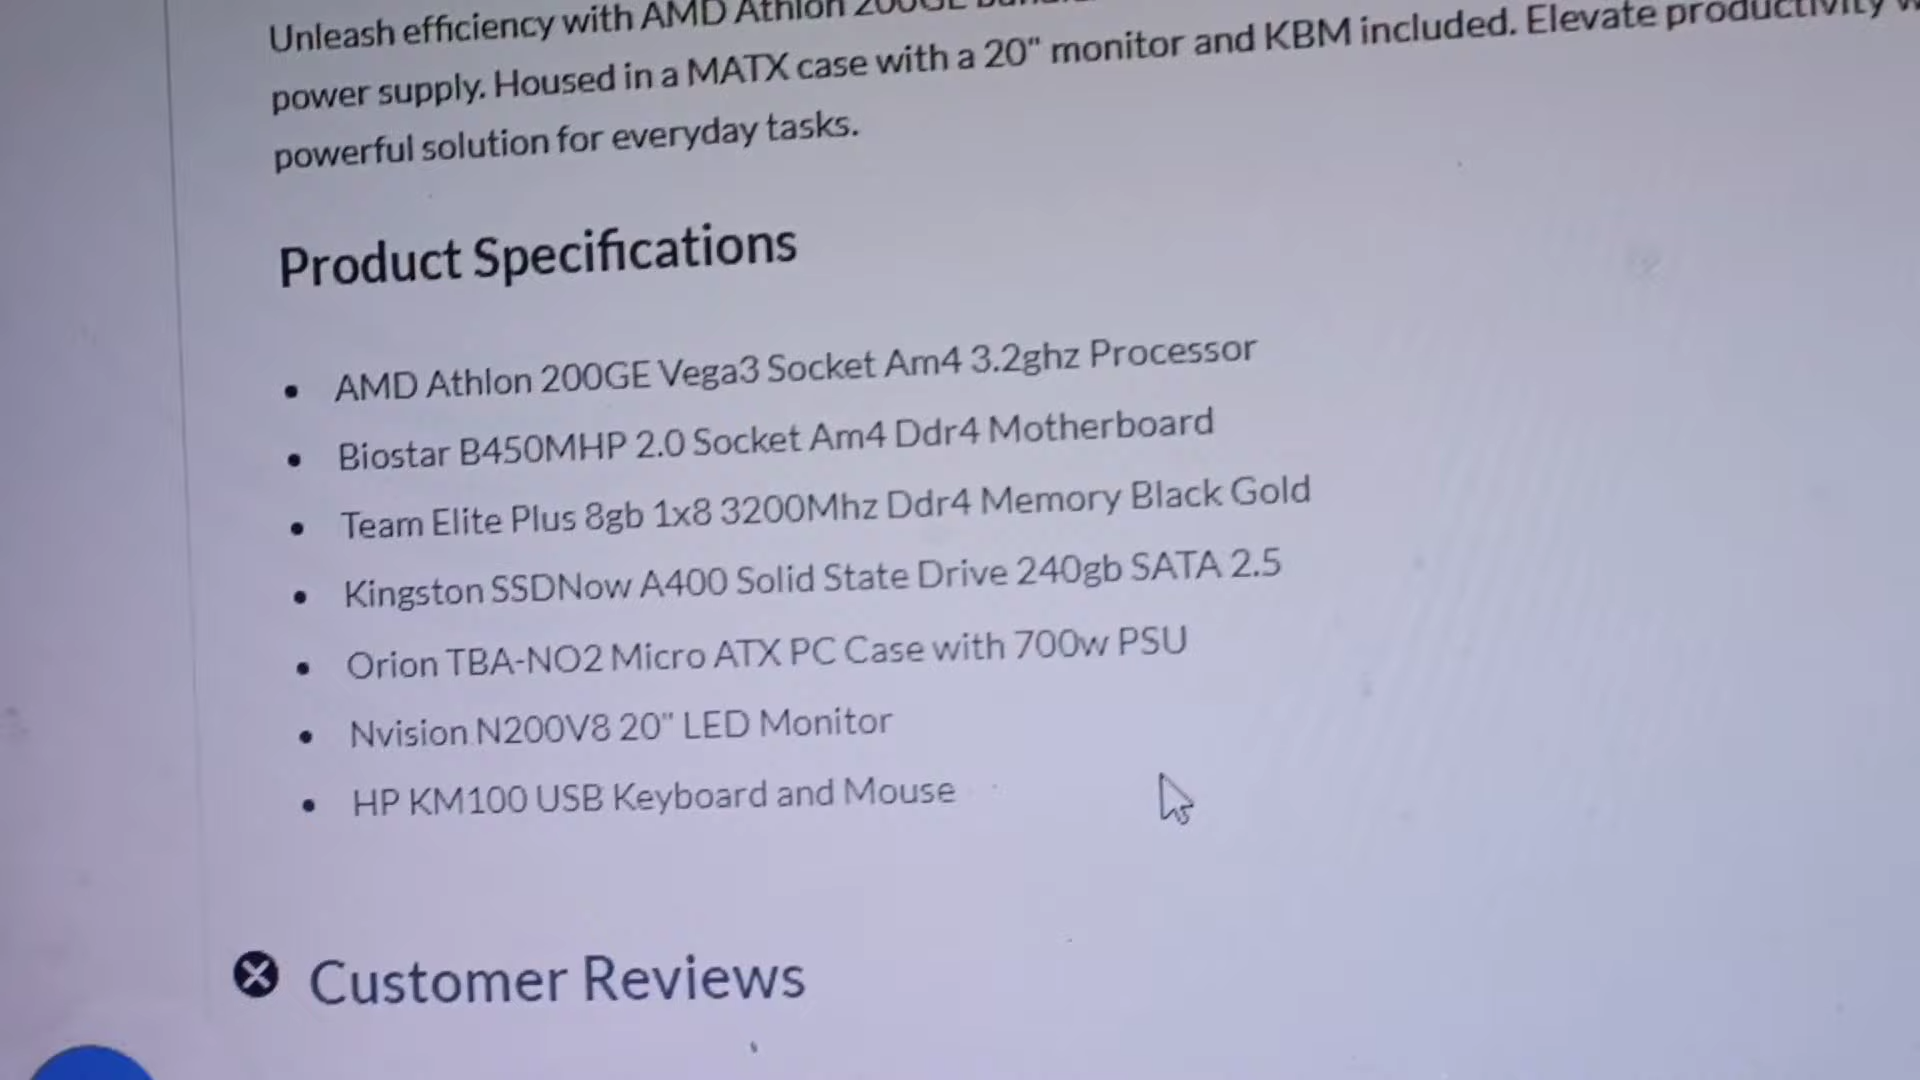 Unleash efficiency with AMD Athlon 200GE
power supply. Housed in a MATX case with a 20" monitor and KBM included. Elevate productivity
powerful solution for everyday tasks.
Product Specifications
• AMD Athlon 200GE Vega3 Socket Am4 3.2ghz Processor
• Biostar B450MHP 2.0 Socket Am4 Ddr4 Motherboard
• Team Elite Plus 8gb 1x8 3200Mhz Ddr4 Memory Black Gold
• Kingston SSDNow A400 Solid State Drive 240gb SATA 2.5
• Orion TBA-NO2 Micro ATX PC Case with 700w PSU
• Nvision N200V8 20" LED Monitor
• HP KM100 USB Keyboard and Mouse
Customer Reviews